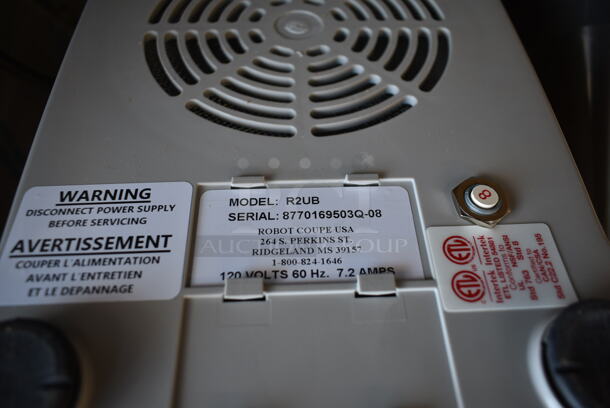 WARNING
DISCONNECT POWER SUPPLY
BEFORE SERVICING
AVERTISSEMENT
COUPER L'ALIMENTATION
AVANT L'ENTRETIEN
ET LE DEPANNAGE
MODEL: R2UB
SERIAL: 8770169503Q-08
ROBOT COUPE USA
264 S. PERKINS ST.
RIDGELAND MS 39157
1-800-824-1646
120 VOLTS 60 Hz. 7.2 AMPS
8
ETL
Intertek
ETL
Intertek